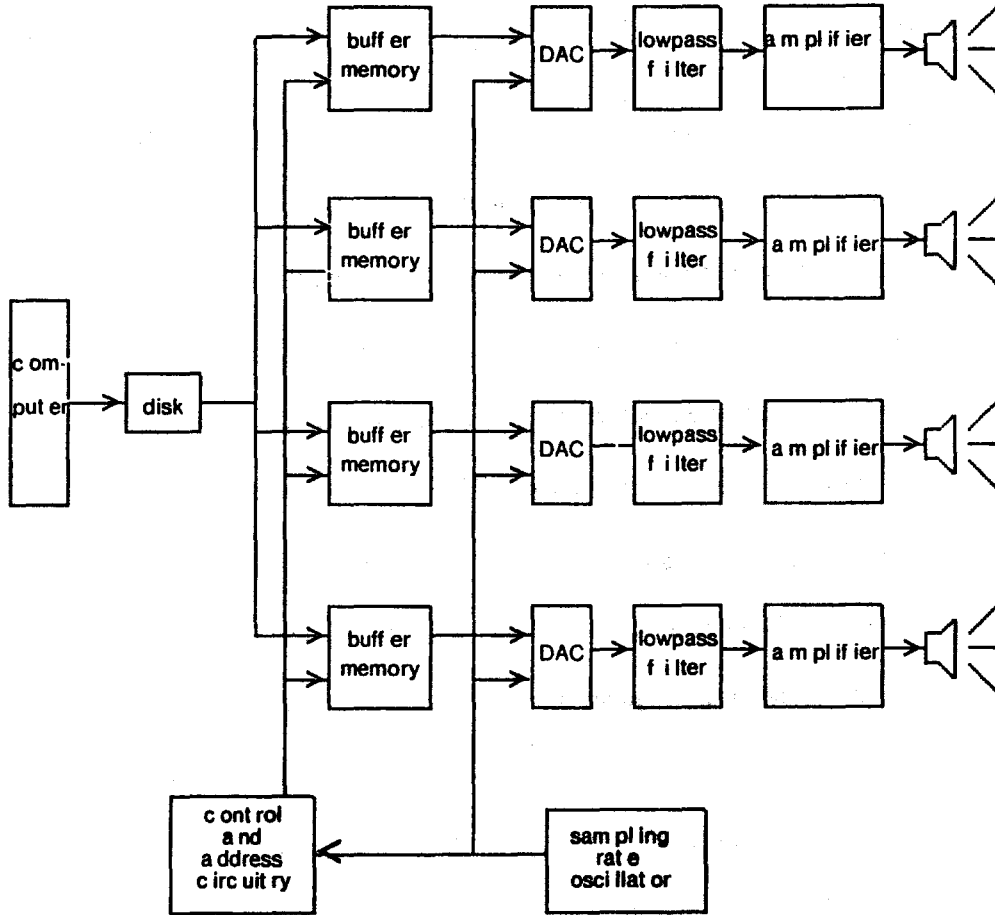 buffer
memory
DAC
lowpass
filter
amplifier
buffer
memory
DAC
lowpass
filter
amplifier
com-
puter
disk
buffer
memory
DAC
lowpass
filter
amplifier
buffer
memory
DAC
lowpass
filter
amplifier
control
and
address
circuitry
sampling
rate
oscillator